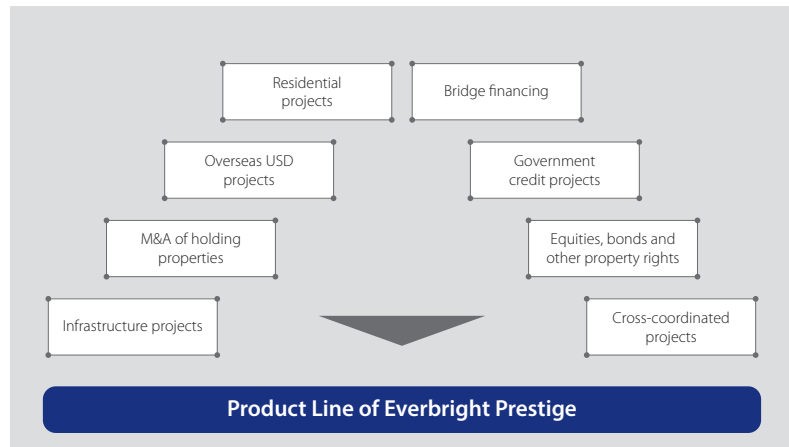 Residential
projects
Bridge financing
Overseas USD
projects
Government
credit projects
M&A of holding
properties
Equities, bonds and
other property rights
Infrastructure projects
Cross-coordinated
projects
Product Line of Everbright Prestige